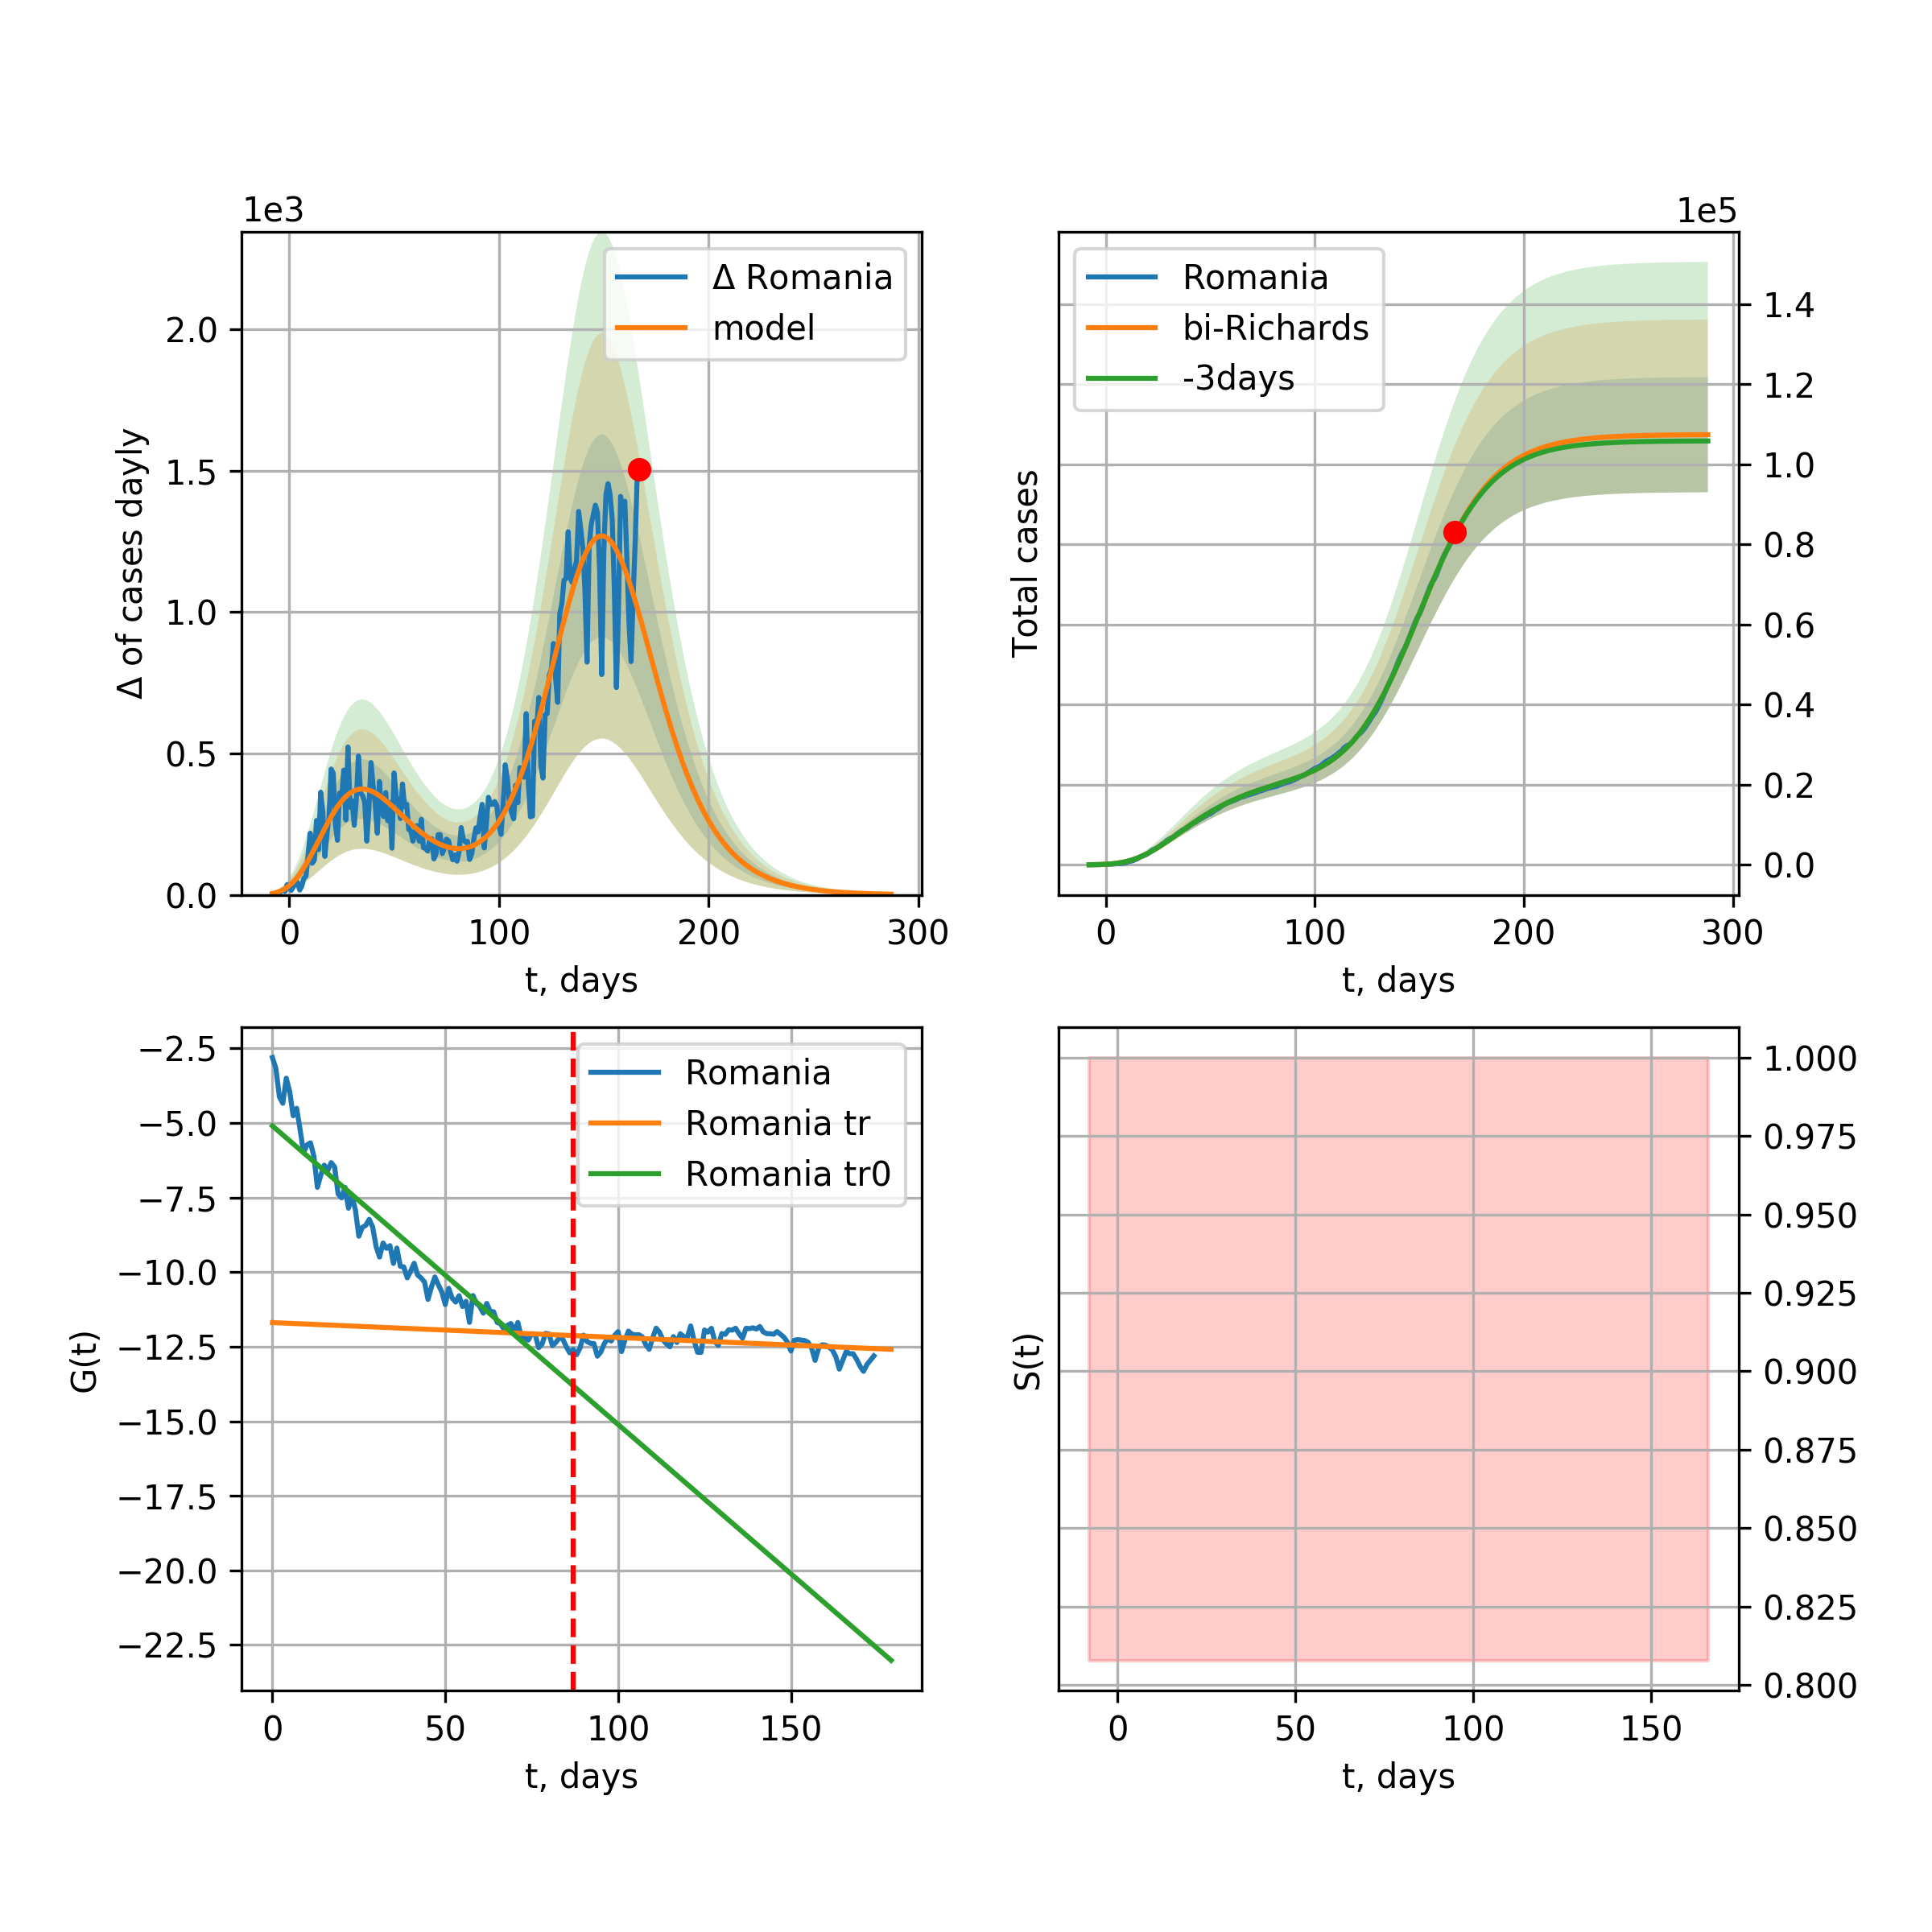 1e3
Δ of cases dayly
2.0
1.5
1.0
0.5
0.0
Δ Romania
model
0 100 200 300
t, days
1e5
Total cases
Romania
bi-Richards
-3days
1.4
1.2
1.0
0.8
0.6
0.4
0.2
0.0
0 100 200 300
t, days
G(t)
−2.5
−5.0
−7.5
−10.0
−12.5
−15.0
−17.5
−20.0
−22.5
Romania
Romania tr
Romania tr0
0 50 100 150
t, days
S(t)
1.000
0.975
0.950
0.925
0.900
0.875
0.850
0.825
0.800
0 50 100 150
t, days